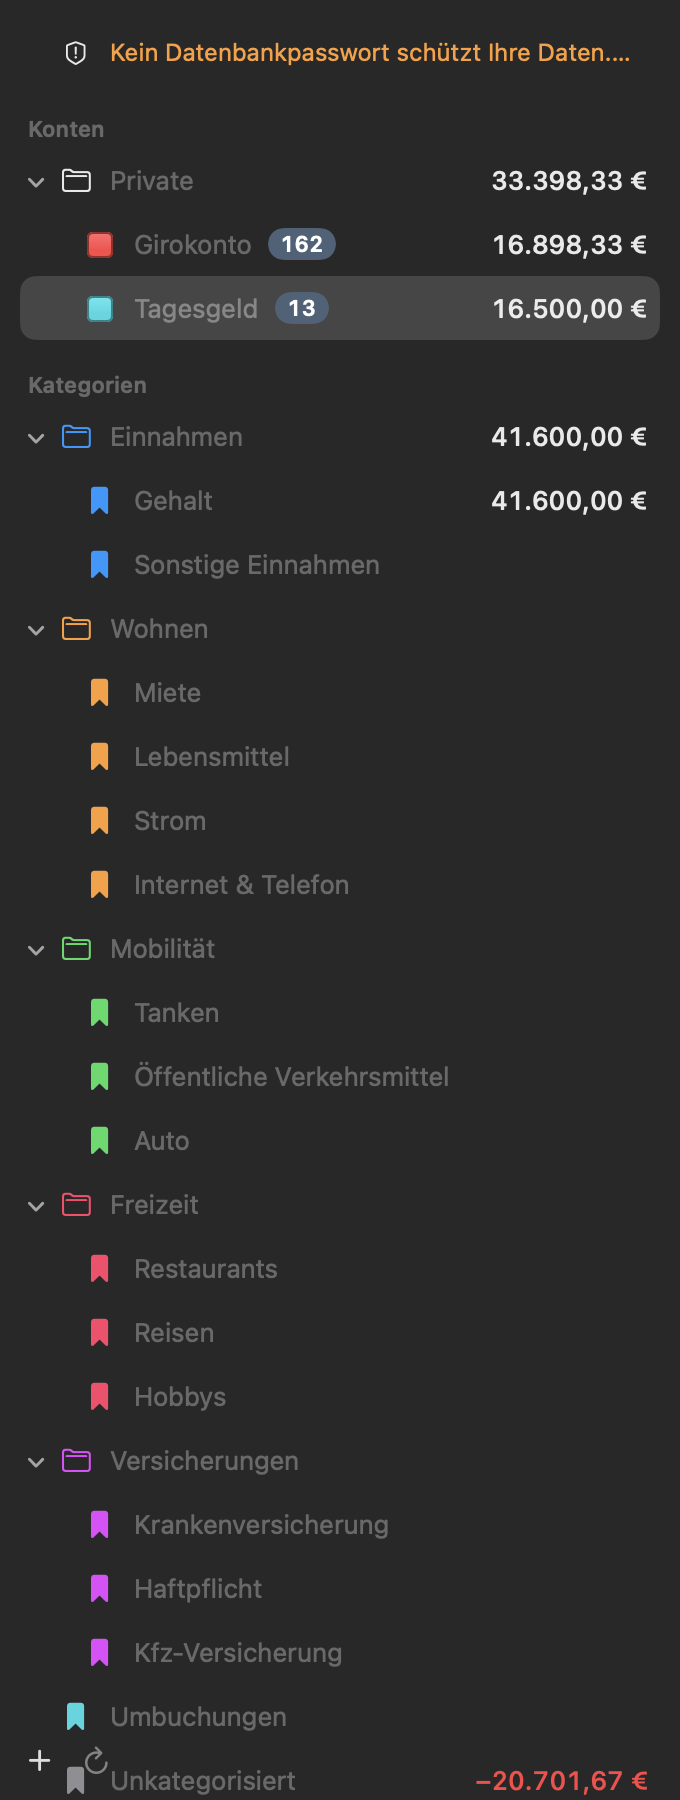 Kein Datenbankpasswort schützt Ihre Daten....
Konten
Private 33.398,33 €
Girokonto 162 16.898,33 €
Tagesgeld 13 16.500,00 €
Kategorien
Einnahmen 41.600,00 €
Gehalt 41.600,00 €
Sonstige Einnahmen
Wohnen
Miete
Lebensmittel
Strom
Internet & Telefon
Mobilität
Tanken
Öffentliche Verkehrsmittel
Auto
Freizeit
Restaurants
Reisen
Hobbys
Versicherungen
Krankenversicherung
Haftpflicht
Kfz-Versicherung
Umbuchungen
Unkategorisiert –20.701,67 €